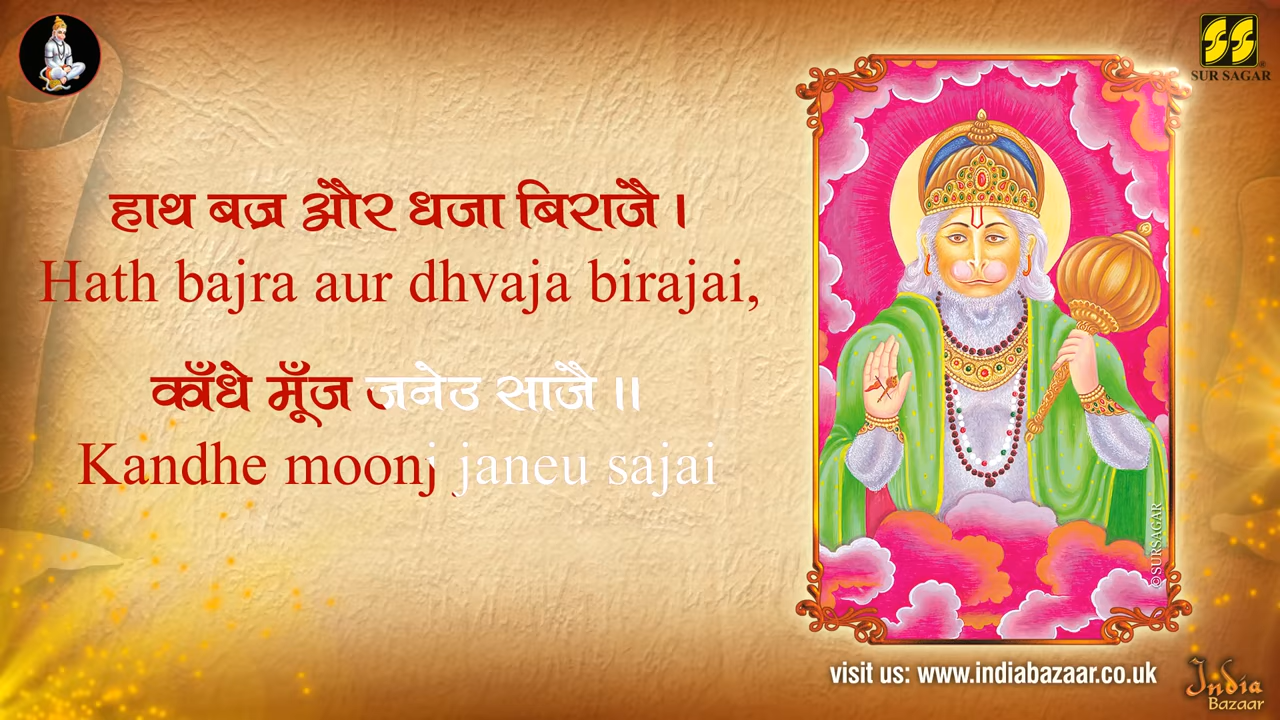 SUR SAGAR
हाथ बज्र और धजा बिराजै ।
Hath bajra aur dhvaja birajai,
काँधे मूँज जनेउ साजै ॥
Kandhe moonj janeu sajai
©SURSAGAR
visit us: www.indiabazaar.co.uk
India
Bazaar